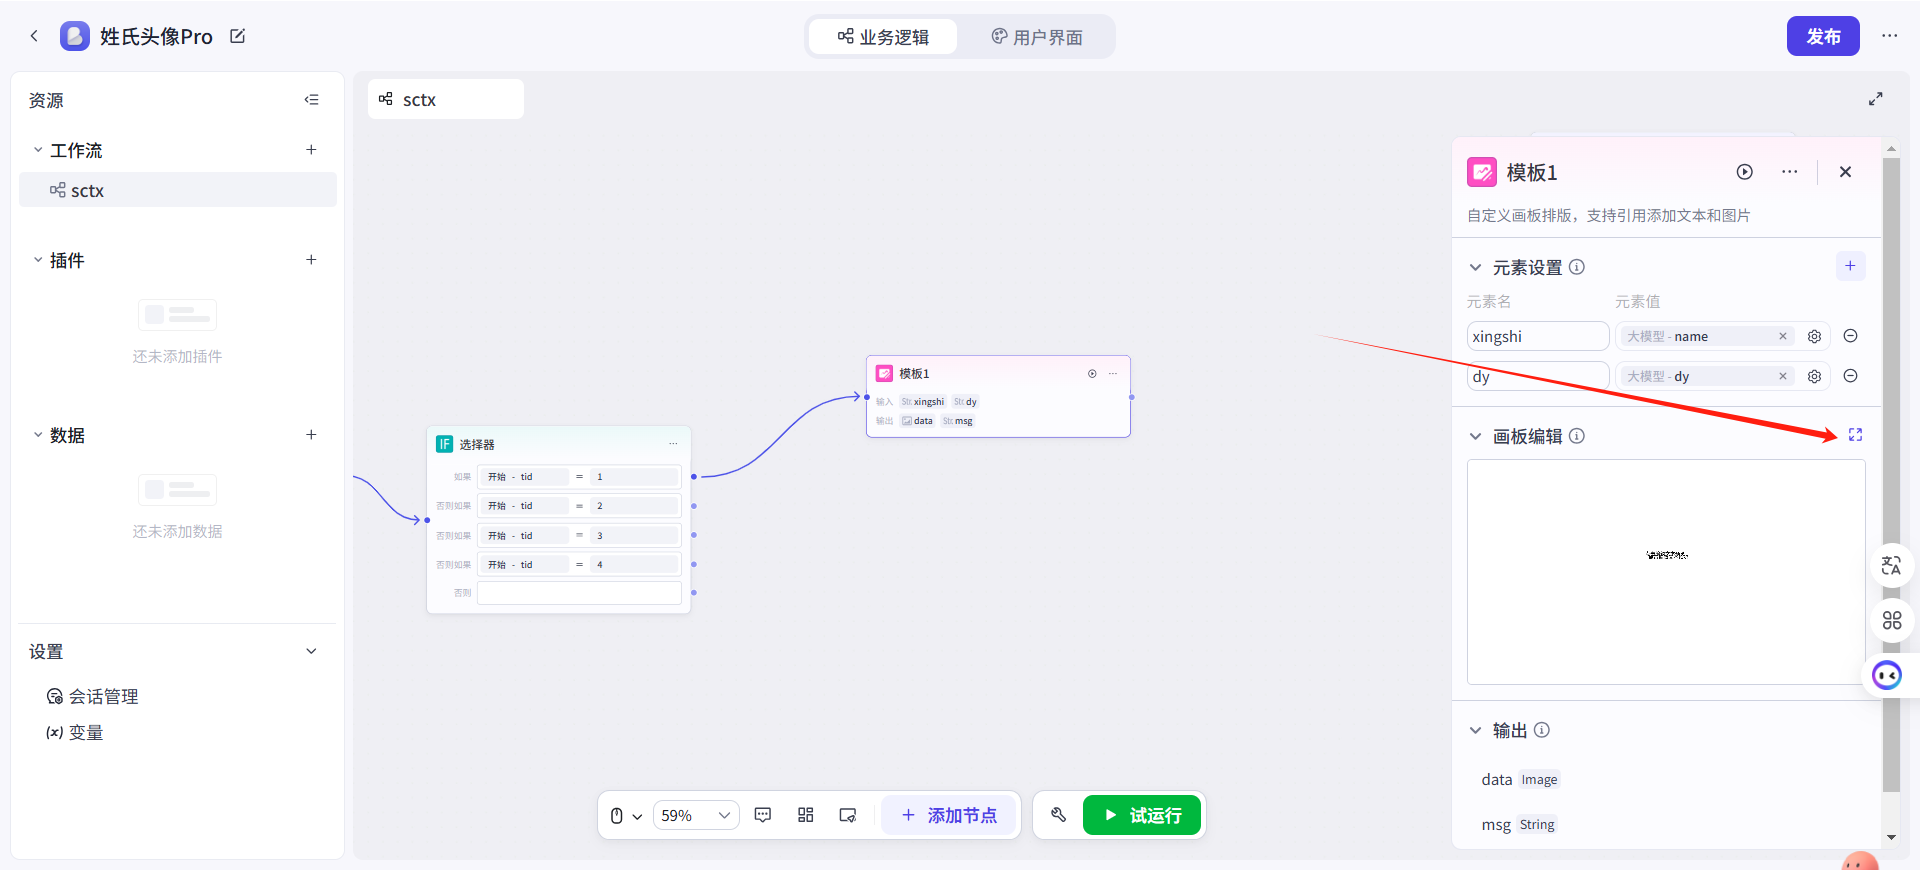 姓氏头像Pro
业务逻辑
用户界面
发布
资源
工作流
sctx
插件
还未添加插件
数据
还未添加数据
设置
会话管理
(x) 变量
sctx
IF 选择器
如果 开始 - tid = 1
否则如果 开始 - tid = 2
否则如果 开始 - tid = 3
否则如果 开始 - tid = 4
否则
模板1
输入 Str. xingshi Str. dy
输出 data Str. msg
59%
添加节点
试运行
模板1
自定义画板排版，支持引用添加文本和图片
元素设置
元素名 元素值
xingshi 大模型 - name
dy 大模型 - dy
画板编辑
输出
data Image
msg String